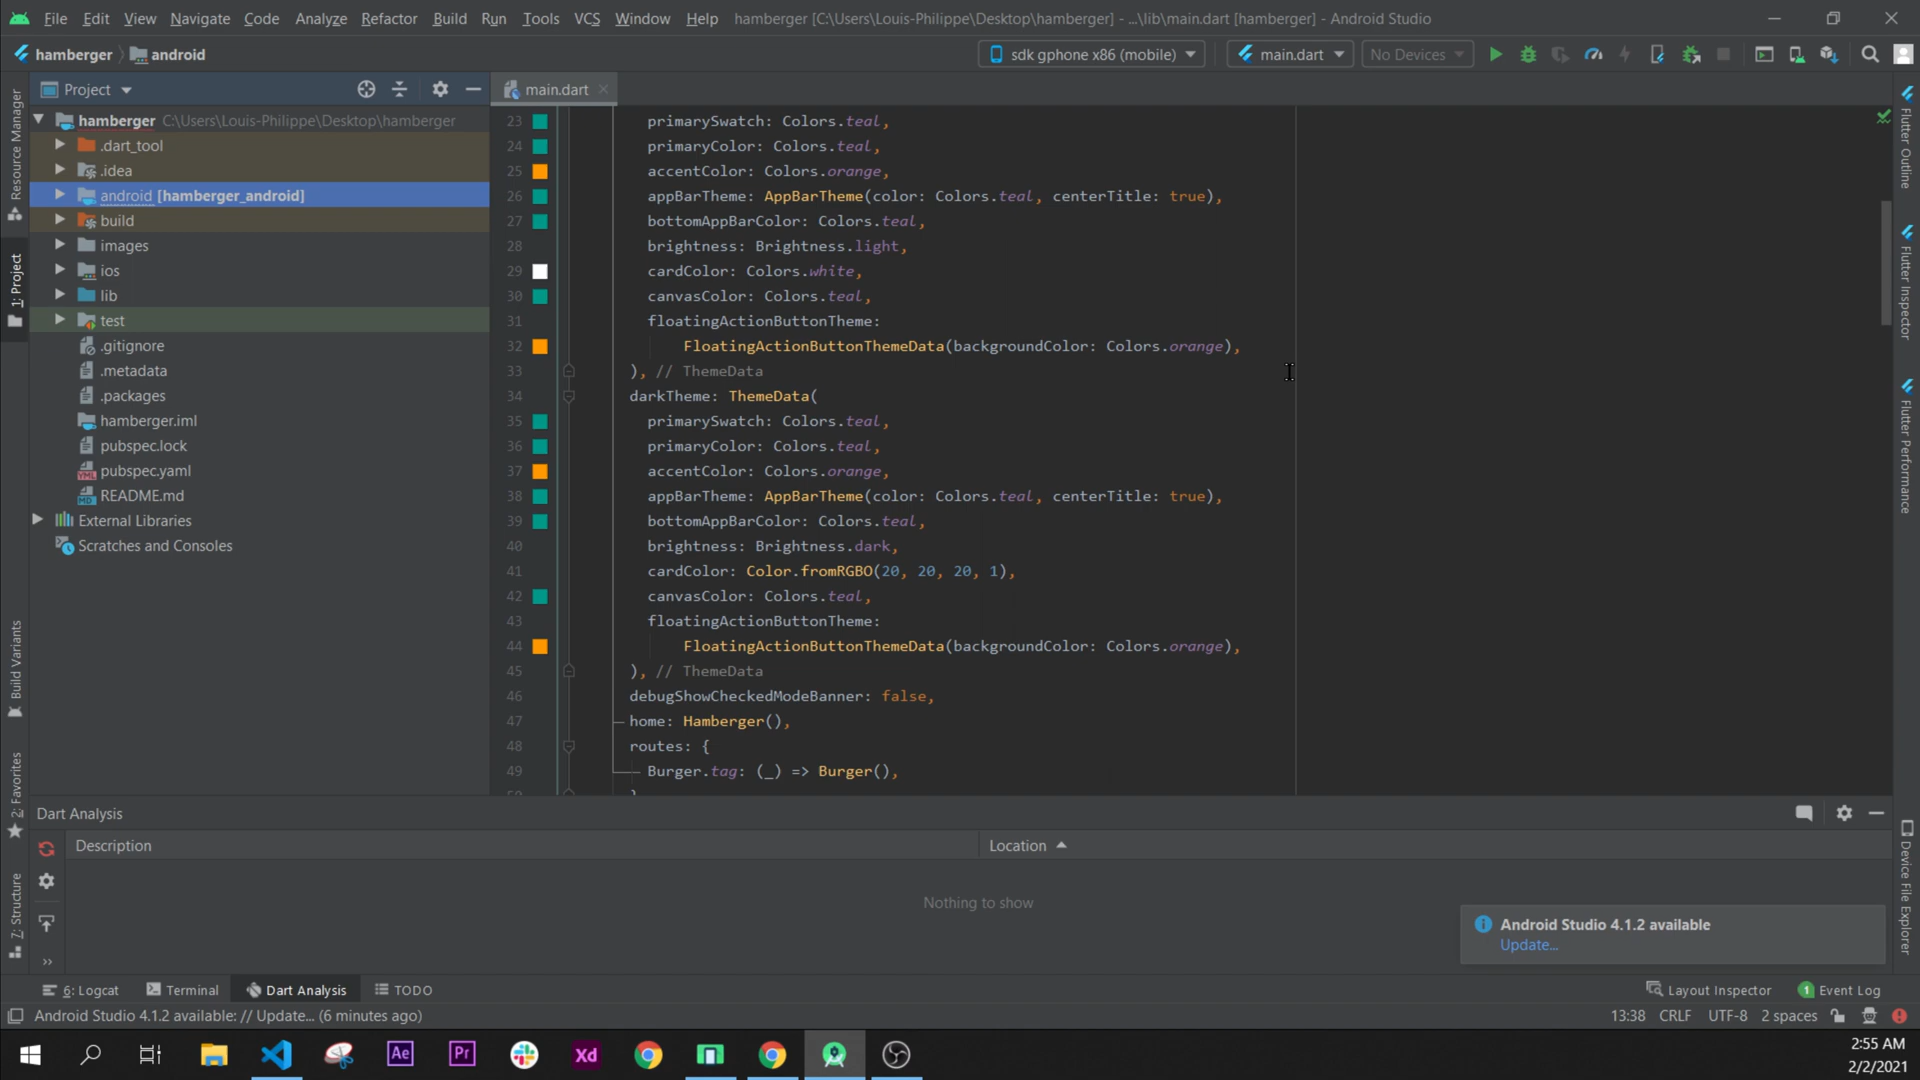 File Edit View Navigate Code Analyze Refactor Build Run Tools VCS Window Help hamberger [C:\Users\Louis-Philippe\Desktop\hamberger] - ...\lib\main.dart [hamberger] - Android Studio
hamberger android sdk gphone x86 (mobile) main.dart No Devices
Project main.dart
hamberger C:\Users\Louis-Philippe\Desktop\hamberger
.dart_tool
.idea
android [hamberger_android]
build
images
ios
lib
test
.gitignore
.metadata
.packages
hamberger.iml
pubspec.lock
pubspec.yaml
README.md
External Libraries
Scratches and Consoles
Resource Manager
1: Project
Build Variants
2: Favorites
7: Structure
23 primarySwatch: Colors.teal,
24 primaryColor: Colors.teal,
25 accentColor: Colors.orange,
26 appBarTheme: AppBarTheme(color: Colors.teal, centerTitle: true),
27 bottomAppBarColor: Colors.teal,
28 brightness: Brightness.light,
29 cardColor: Colors.white,
30 canvasColor: Colors.teal,
31 floatingActionButtonTheme:
32 FloatingActionButtonThemeData(backgroundColor: Colors.orange),
33 ), // ThemeData
34 darkTheme: ThemeData(
35 primarySwatch: Colors.teal,
36 primaryColor: Colors.teal,
37 accentColor: Colors.orange,
38 appBarTheme: AppBarTheme(color: Colors.teal, centerTitle: true),
39 bottomAppBarColor: Colors.teal,
40 brightness: Brightness.dark,
41 cardColor: Color.fromRGBO(20, 20, 20, 1),
42 canvasColor: Colors.teal,
43 floatingActionButtonTheme:
44 FloatingActionButtonThemeData(backgroundColor: Colors.orange),
45 ), // ThemeData
46 debugShowCheckedModeBanner: false,
47 home: Hamberger(),
48 routes: {
49 Burger.tag: (_) => Burger(),
Flutter Outline
Flutter Inspector
Flutter Performance
Device File Explorer
Dart Analysis
Description Location
Nothing to show
Android Studio 4.1.2 available
Update...
6: Logcat Terminal Dart Analysis TODO Layout Inspector 1 Event Log
Android Studio 4.1.2 available: // Update... (6 minutes ago) 13:38 CRLF UTF-8 2 spaces
Ae Pr Xd
2:55 AM
2/2/2021